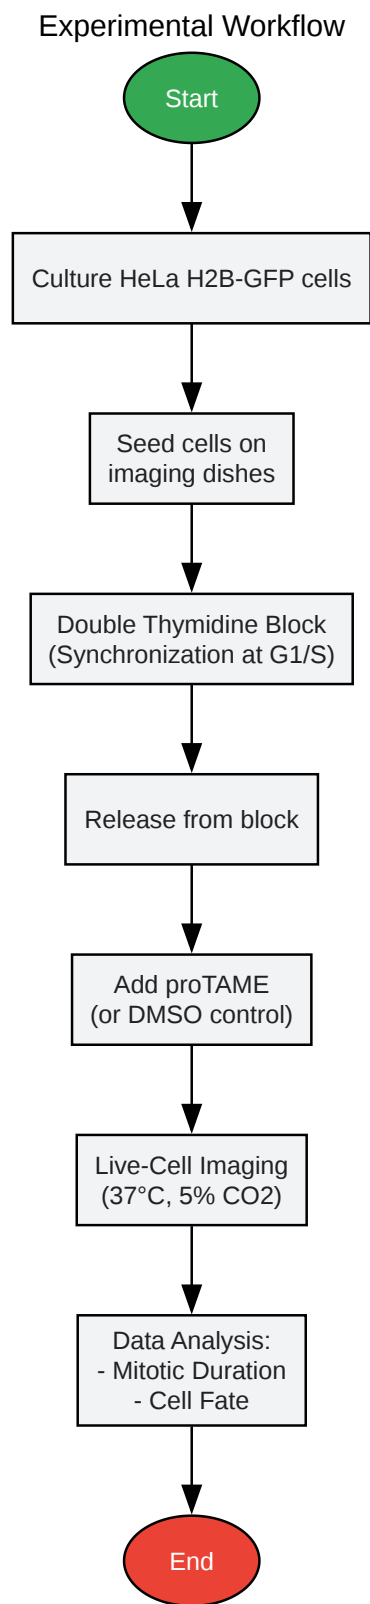 Experimental Workflow
Start
Culture HeLa H2B-GFP cells
Seed cells on
imaging dishes
Double Thymidine Block
(Synchronization at G1/S)
Release from block
Add proTAME
(or DMSO control)
Live-Cell Imaging
(37°C, 5% CO2)
Data Analysis:
- Mitotic Duration
- Cell Fate
End